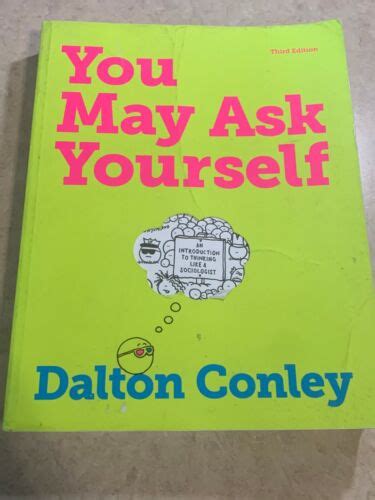 Third Edition
You
May Ask
Yourself
AN
INTRODUCTION
TO THINKING
LIKE A
SOCIOLOGIST
Dalton Conley